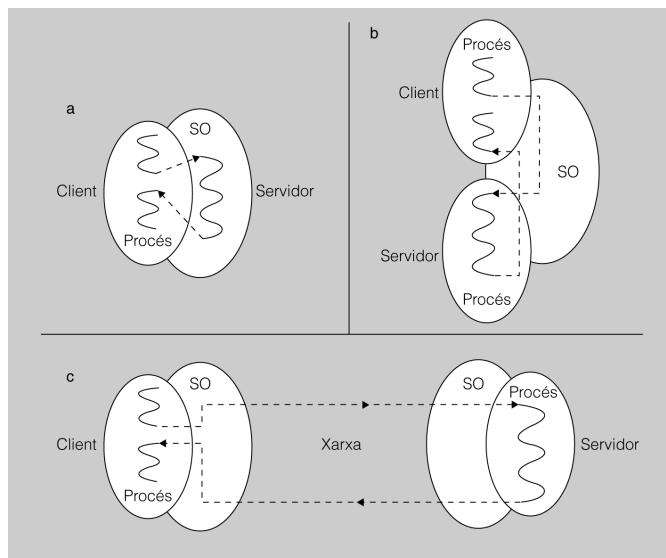 a
SO
Client
Servidor
Procés
b
Procés
Client
SO
Servidor
Procés
c
SO
Client
Procés
Xarxa
SO
Procés
Servidor